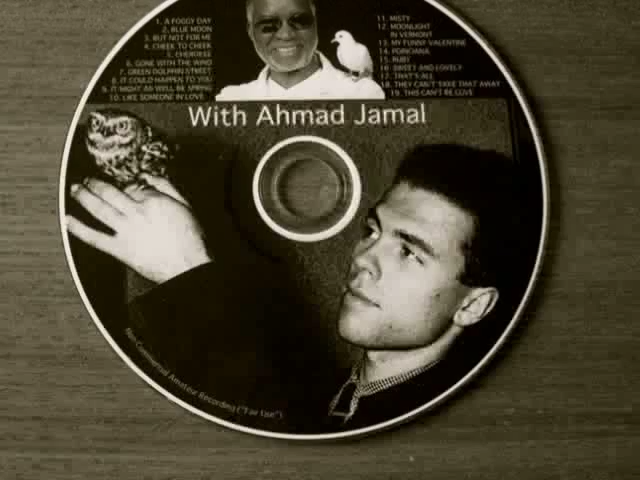 1. A FOGGY DAY
2. BLUE MOON
3. BUT NOT FOR ME
4. CHEEK TO CHEEK
5. CHEROKEE
6. GONE WITH THE WIND
7. GREEN DOLPHIN STREET
8. IT COULD HAPPEN TO YOU
9. IT MIGHT AS WELL BE SPRING
10. LIKE SOMEONE IN LOVE
11. MISTY
12. MOONLIGHT
IN VERMONT
13. MY FUNNY VALENTINE
14. POINCIANA
15. RUBY
16. SWEET AND LOVELY
17. THAT'S ALL
18. THEY CAN'T TAKE THAT AWAY
19. THIS CAN'T BE LOVE
With Ahmad Jamal
Non Commercial Amateur Recording ("Fair Use")